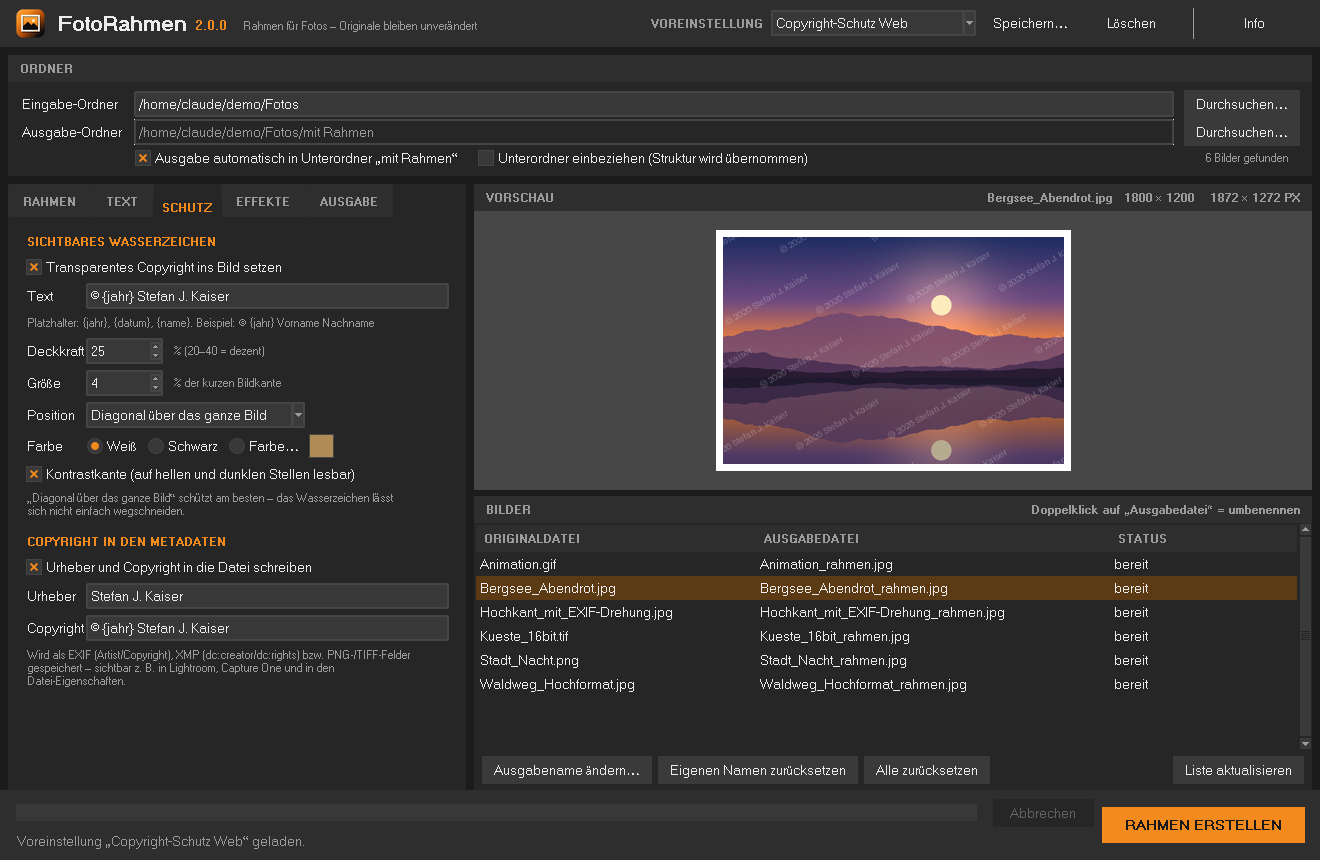 FotoRahmen 2.0.0 Rahmen für Fotos – Originale bleiben unverändert VOREINSTELLUNG Copyright-Schutz Web Speichern... Löschen Info
ORDNER
Eingabe-Ordner /home/claude/demo/Fotos Durchsuchen...
Ausgabe-Ordner /home/claude/demo/Fotos/mit Rahmen Durchsuchen...
Ausgabe automatisch in Unterordner „mit Rahmen“ Unterordner einbeziehen (Struktur wird übernommen) 6 Bilder gefunden
RAHMEN TEXT SCHUTZ EFFEKTE AUSGABE
SICHTBARES WASSERZEICHEN
Transparentes Copyright ins Bild setzen
Text © {jahr} Stefan J. Kaiser
Platzhalter: {jahr}, {datum}, {name}. Beispiel: © {jahr} Vorname Nachname
Deckkraft 25 % (20–40 = dezent)
Größe 4 % der kurzen Bildkante
Position Diagonal über das ganze Bild
Farbe Weiß Schwarz Farbe...
Kontrastkante (auf hellen und dunklen Stellen lesbar)
„Diagonal über das ganze Bild“ schützt am besten – das Wasserzeichen lässt
sich nicht einfach wegschneiden.
COPYRIGHT IN DEN METADATEN
Urheber und Copyright in die Datei schreiben
Urheber Stefan J. Kaiser
Copyright © {jahr} Stefan J. Kaiser
Wird als EXIF (Artist/Copyright), XMP (dc:creator/dc:rights) bzw. PNG-/TIFF-Felder
gespeichert – sichtbar z. B. in Lightroom, Capture One und in den
Datei-Eigenschaften.
VORSCHAU Bergsee_Abendrot.jpg 1800 × 1200 1872 × 1272 PX
BILDER Doppelklick auf „Ausgabedatei“ = umbenennen
ORIGINALDATEI AUSGABEDATEI STATUS
Animation.gif Animation_rahmen.jpg bereit
Bergsee_Abendrot.jpg Bergsee_Abendrot_rahmen.jpg bereit
Hochkant_mit_EXIF-Drehung.jpg Hochkant_mit_EXIF-Drehung_rahmen.jpg bereit
Kueste_16bit.tif Kueste_16bit_rahmen.jpg bereit
Stadt_Nacht.png Stadt_Nacht_rahmen.jpg bereit
Waldweg_Hochformat.jpg Waldweg_Hochformat_rahmen.jpg bereit
Ausgabename ändern... Eigenen Namen zurücksetzen Alle zurücksetzen Liste aktualisieren
Abbrechen RAHMEN ERSTELLEN
Voreinstellung „Copyright-Schutz Web“ geladen.